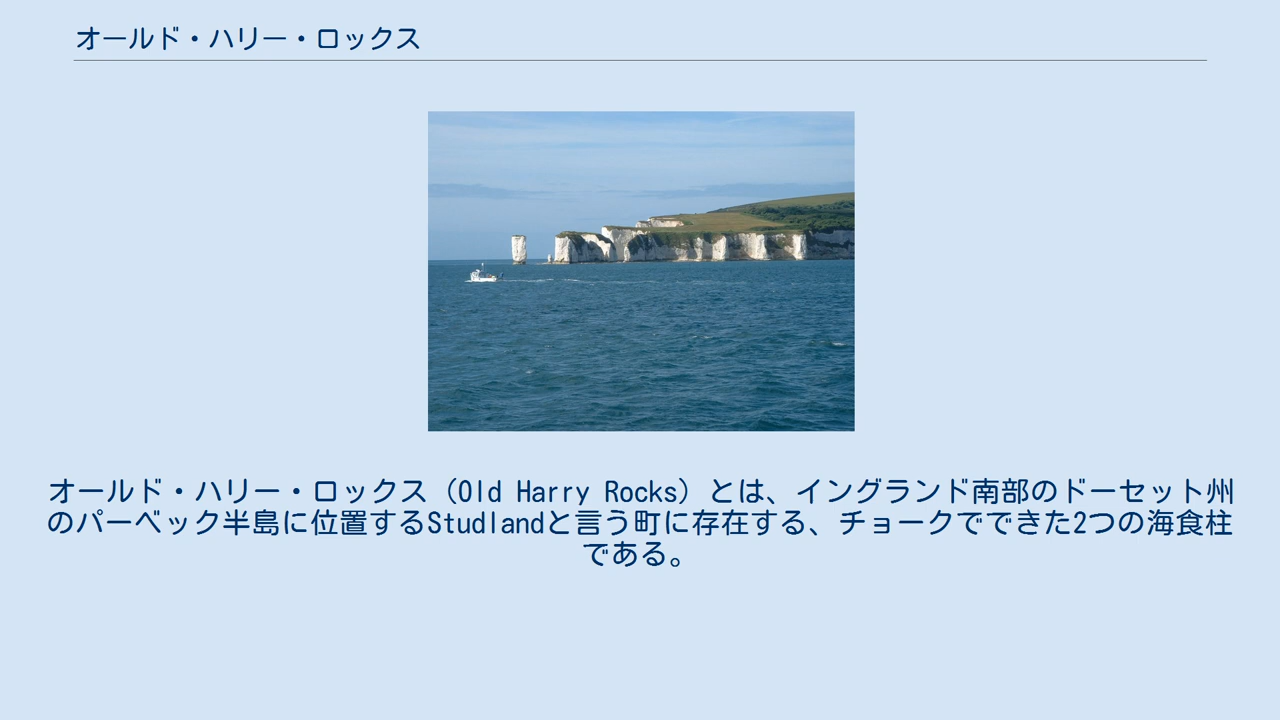 オールド・ハリー・ロックス
オールド・ハリー・ロックス（Old Harry Rocks）とは、イングランド南部のドーセット州
のパーベック半島に位置するStudlandと言う町に存在する、チョークでできた2つの海食柱
である。